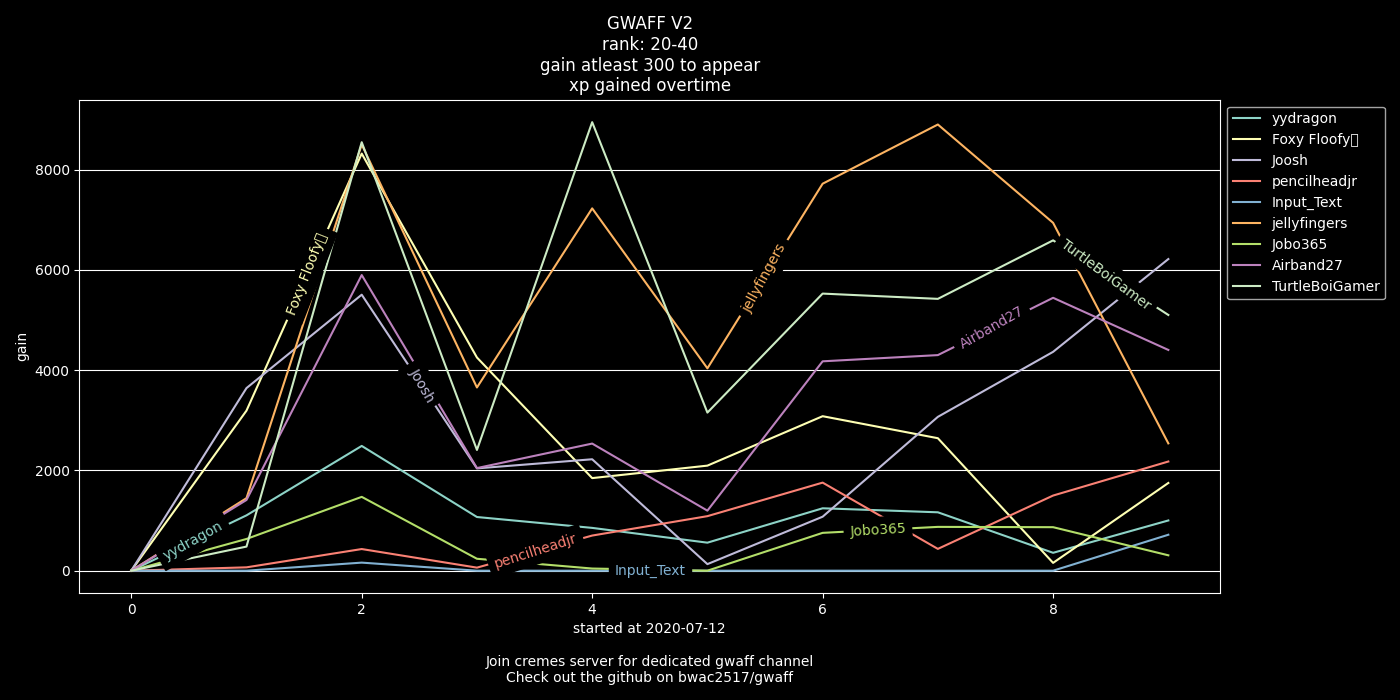 GWAFF V2
rank: 20-40
gain atleast 300 to appear
xp gained overtime
yydragon
Foxy Floofy▯
Joosh
pencilheadjr
Input_Text
jellyfingers
Jobo365
Airband27
TurtleBoiGamer
8000
6000
4000
2000
0
gain
yydragon
Foxy Floofy▯
Joosh
pencilheadjr
Input_Text
jellyfingers
Jobo365
Airband27
TurtleBoiGamer
0 2 4 6 8
started at 2020-07-12
Join cremes server for dedicated gwaff channel
Check out the github on bwac2517/gwaff